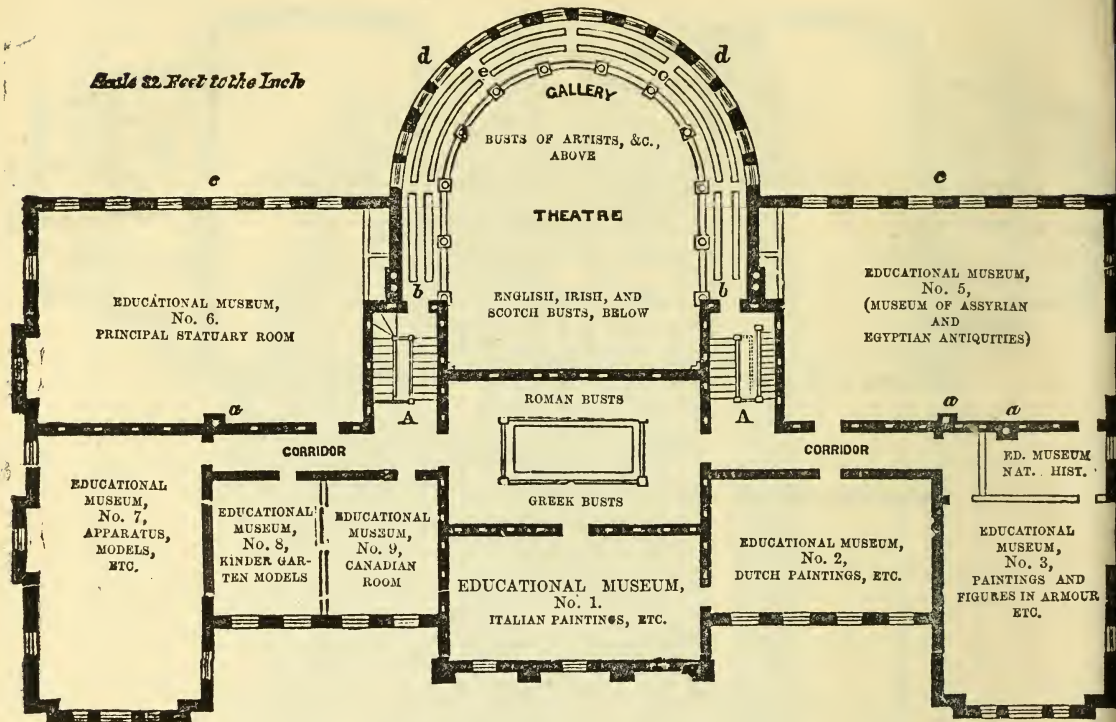 Scale 32 Feet to the Inch
d
d
e
e
GALLERY
BUSTS OF ARTISTS, &C.,
ABOVE
c
c
THEATRE
ENGLISH, IRISH, AND
SCOTCH BUSTS, BELOW
b
b
EDUCATIONAL MUSEUM,
No. 6.
PRINCIPAL STATUARY ROOM
EDUCATIONAL MUSEUM,
No. 5,
(MUSEUM OF ASSYRIAN
AND
EGYPTIAN ANTIQUITIES)
a
A
ROMAN BUSTS
A
a
a
CORRIDOR
CORRIDOR
ED. MUSEUM
NAT. HIST.
GREEK BUSTS
EDUCATIONAL
MUSEUM,
No. 7,
APPARATUS,
MODELS,
ETC.
EDUCATIONAL
MUSEUM,
No. 8,
KINDER GAR-
TEN MODELS
EDUCATIONAL
MUSEUM,
No. 9,
CANADIAN
ROOM
EDUCATIONAL MUSEUM,
No. 1.
ITALIAN PAINTINGS, ETC.
EDUCATIONAL MUSEUM,
No. 2,
DUTCH PAINTINGS, ETC.
EDUCATIONAL
MUSEUM,
No. 3,
PAINTINGS AND
FIGURES IN ARMOUR
ETC.